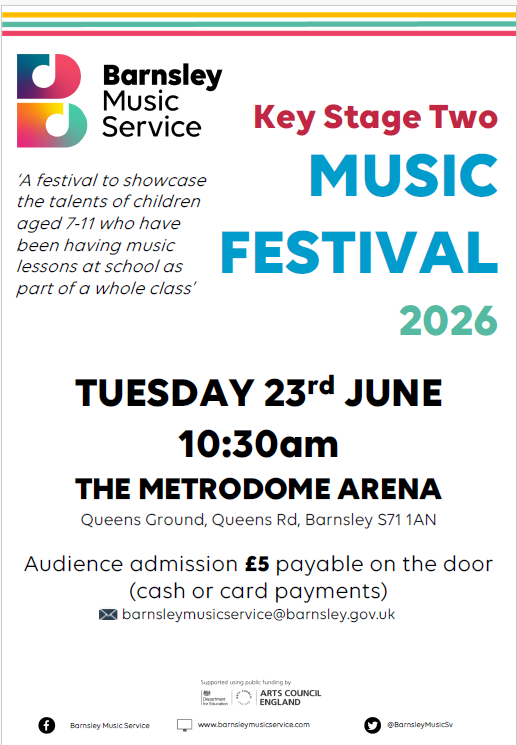 Barnsley
Music
Service
Key Stage Two
MUSIC
FESTIVAL
2026
‘A festival to showcase
the talents of children
aged 7-11 who have
been having music
lessons at school as
part of a whole class’
TUESDAY 23rd JUNE
10:30am
THE METRODOME ARENA
Queens Ground, Queens Rd, Barnsley S71 1AN
Audience admission £5 payable on the door
(cash or card payments)
barnsleymusicservice@barnsley.gov.uk
Supported using public funding by
Department
for Education
ARTS COUNCIL
ENGLAND
Barnsley Music Service
www.barnsleymusicservice.com
@BarnsleyMusicSv